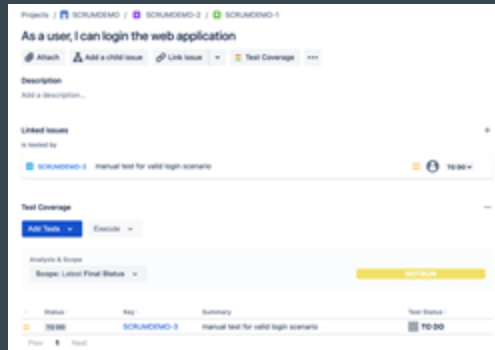 Projects / SCRUMDEMO / SCRUMDEMO-2 / SCRUMDEMO-1
As a user, I can login the web application
Attach Add a child issue Link issue Test Coverage
Description
Add a description...
Linked issues
is tested by
SCRUMDEMO-3 manual test for valid login scenario TO DO
Test Coverage
Add Tests Execute
Analysis & Scope
Scope: Latest Final Status
NOTRUN
Status Key Summary Test Status
TO DO SCRUMDEMO-3 manual test for valid login scenario TO DO
Prev 1 Next